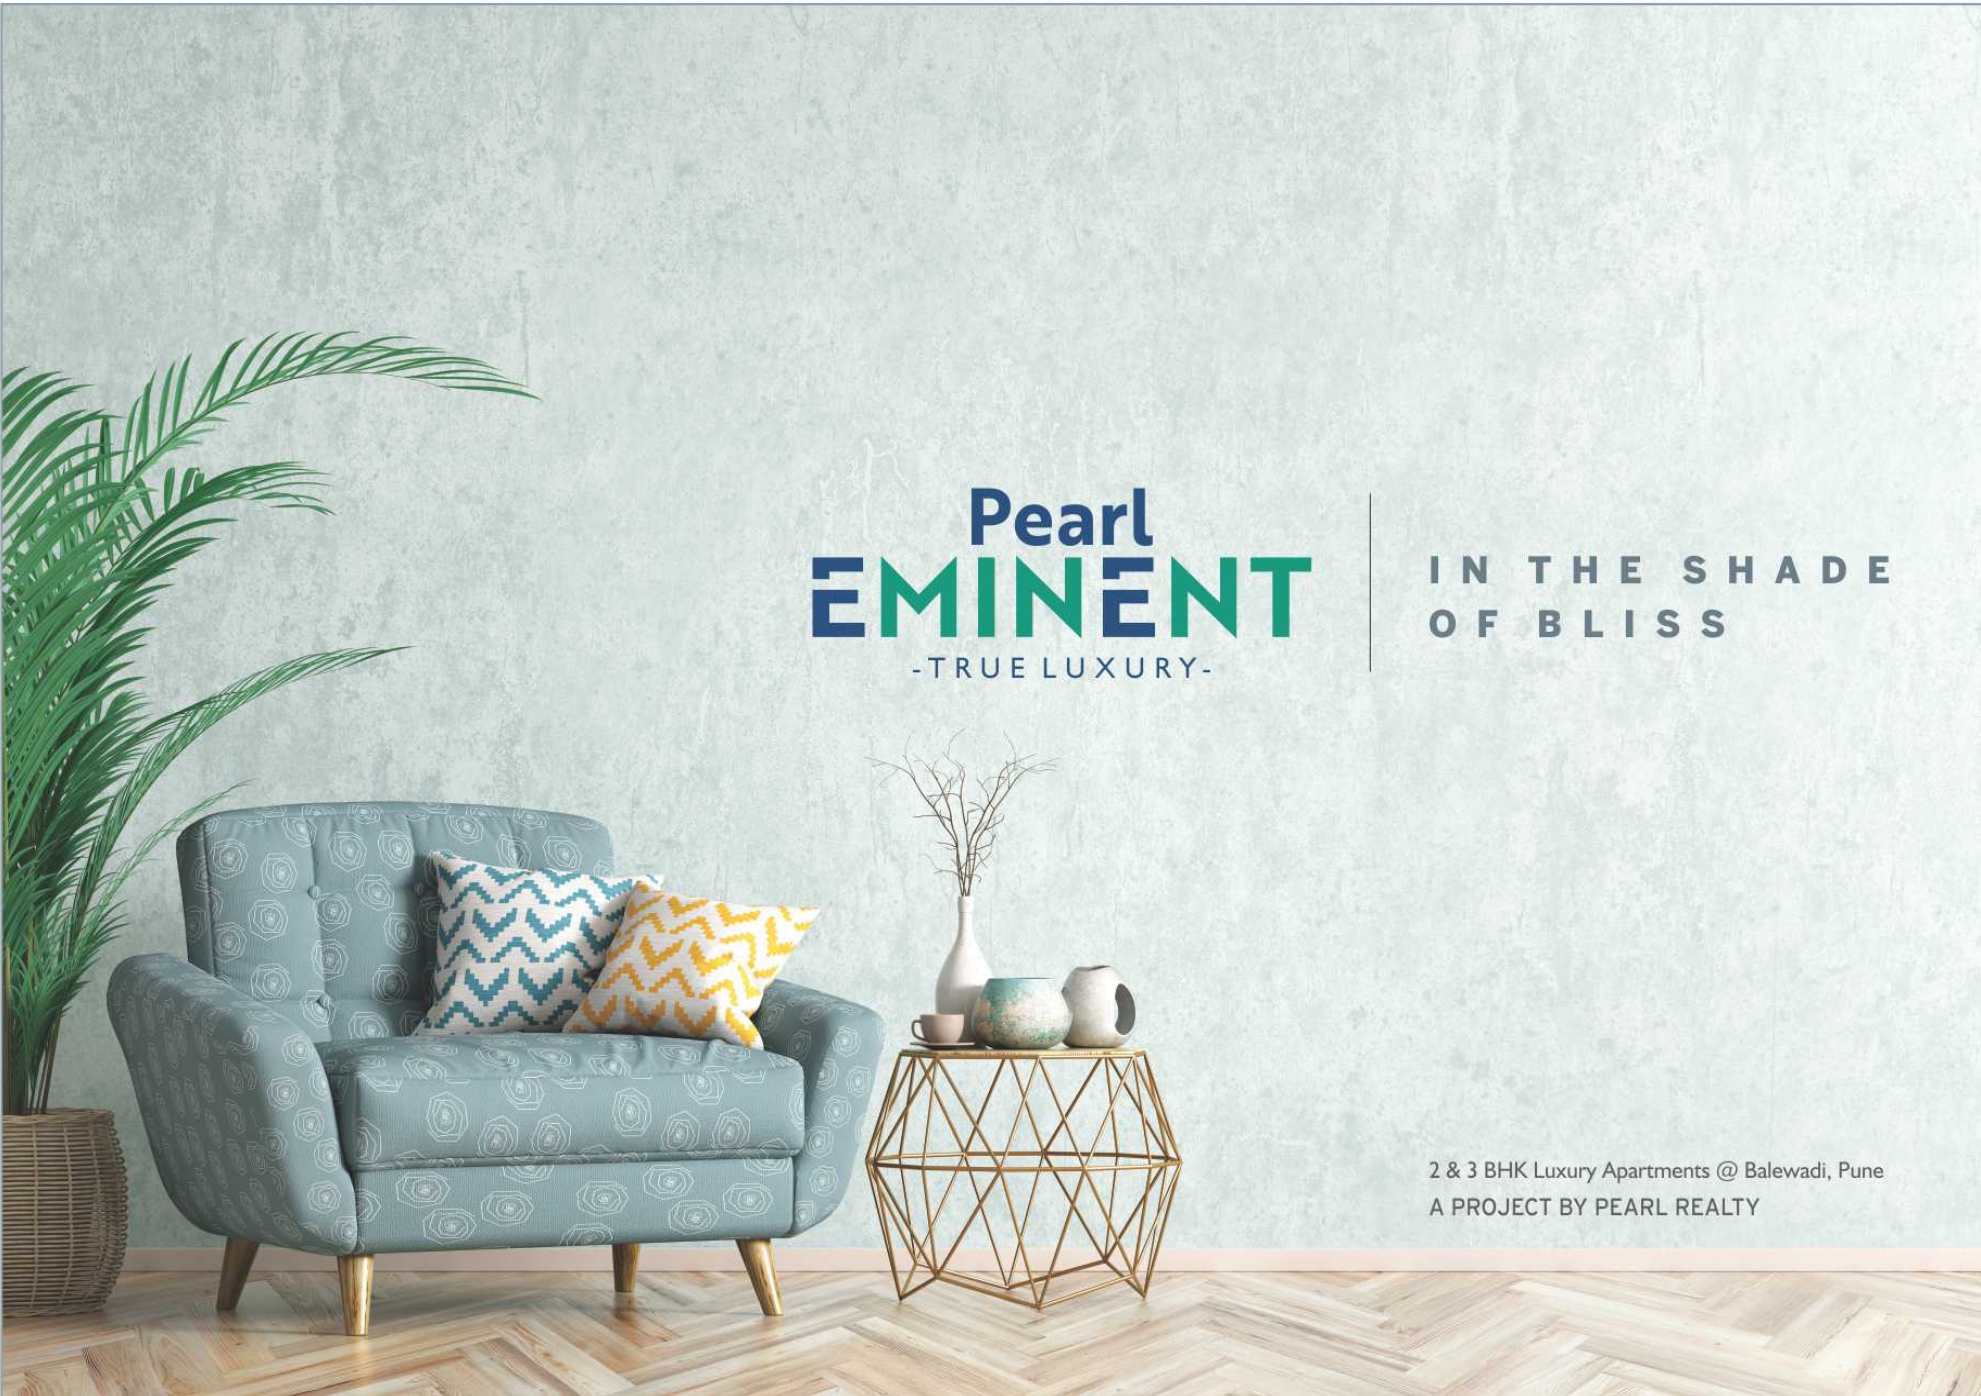 Pearl
EMINENT
-TRUE LUXURY-
IN THE SHADE
OF BLISS
2 & 3 BHK Luxury Apartments @ Balewadi, Pune
A PROJECT BY PEARL REALTY